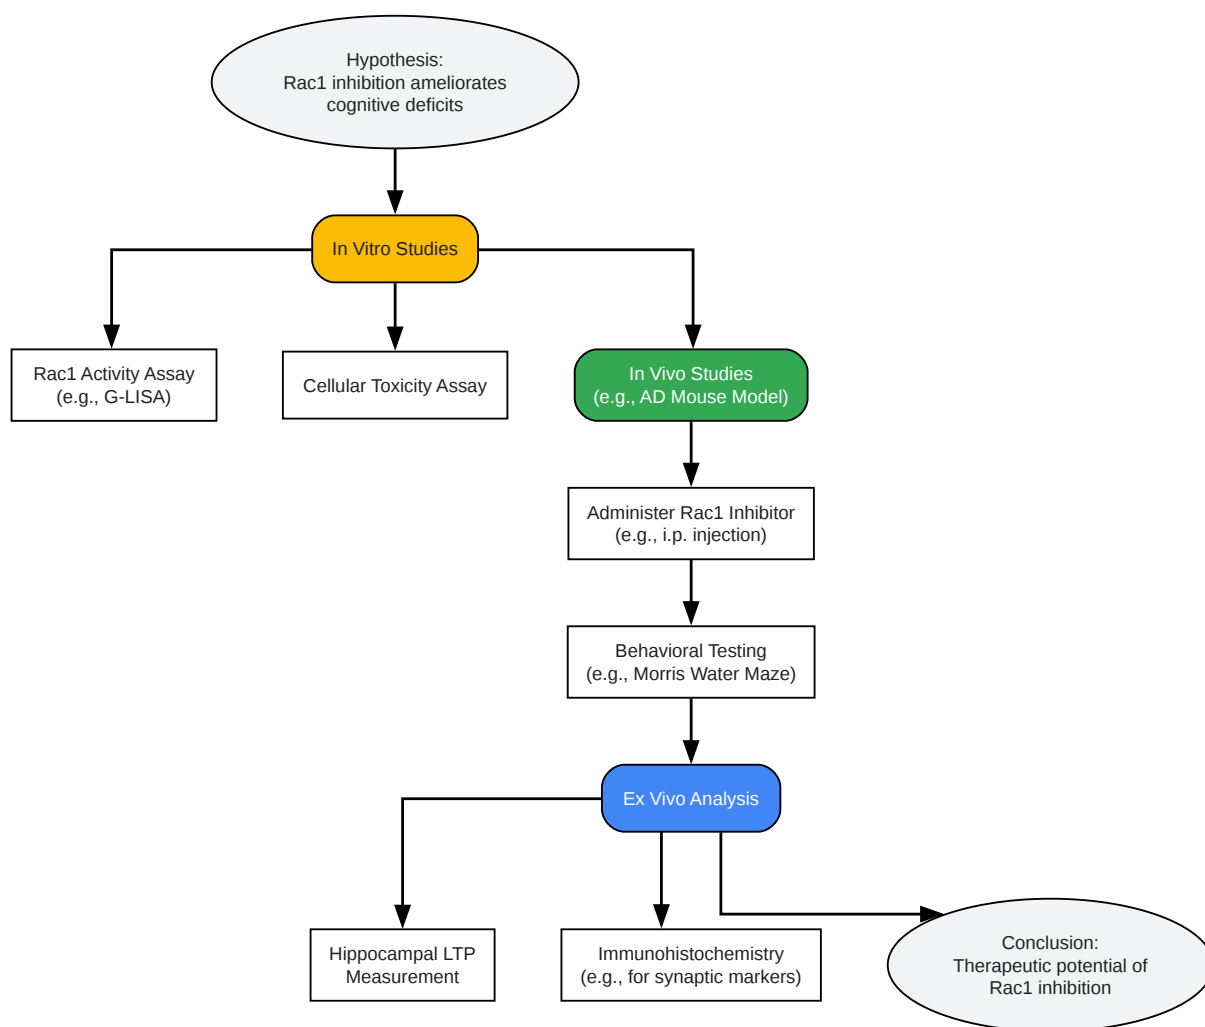 Hypothesis:
Rac1 inhibition ameliorates
cognitive deficits
In Vitro Studies
Rac1 Activity Assay
(e.g., G-LISA)
Cellular Toxicity Assay
In Vivo Studies
(e.g., AD Mouse Model)
Administer Rac1 Inhibitor
(e.g., i.p. injection)
Behavioral Testing
(e.g., Morris Water Maze)
Ex Vivo Analysis
Hippocampal LTP
Measurement
Immunohistochemistry
(e.g., for synaptic markers)
Conclusion:
Therapeutic potential of
Rac1 inhibition